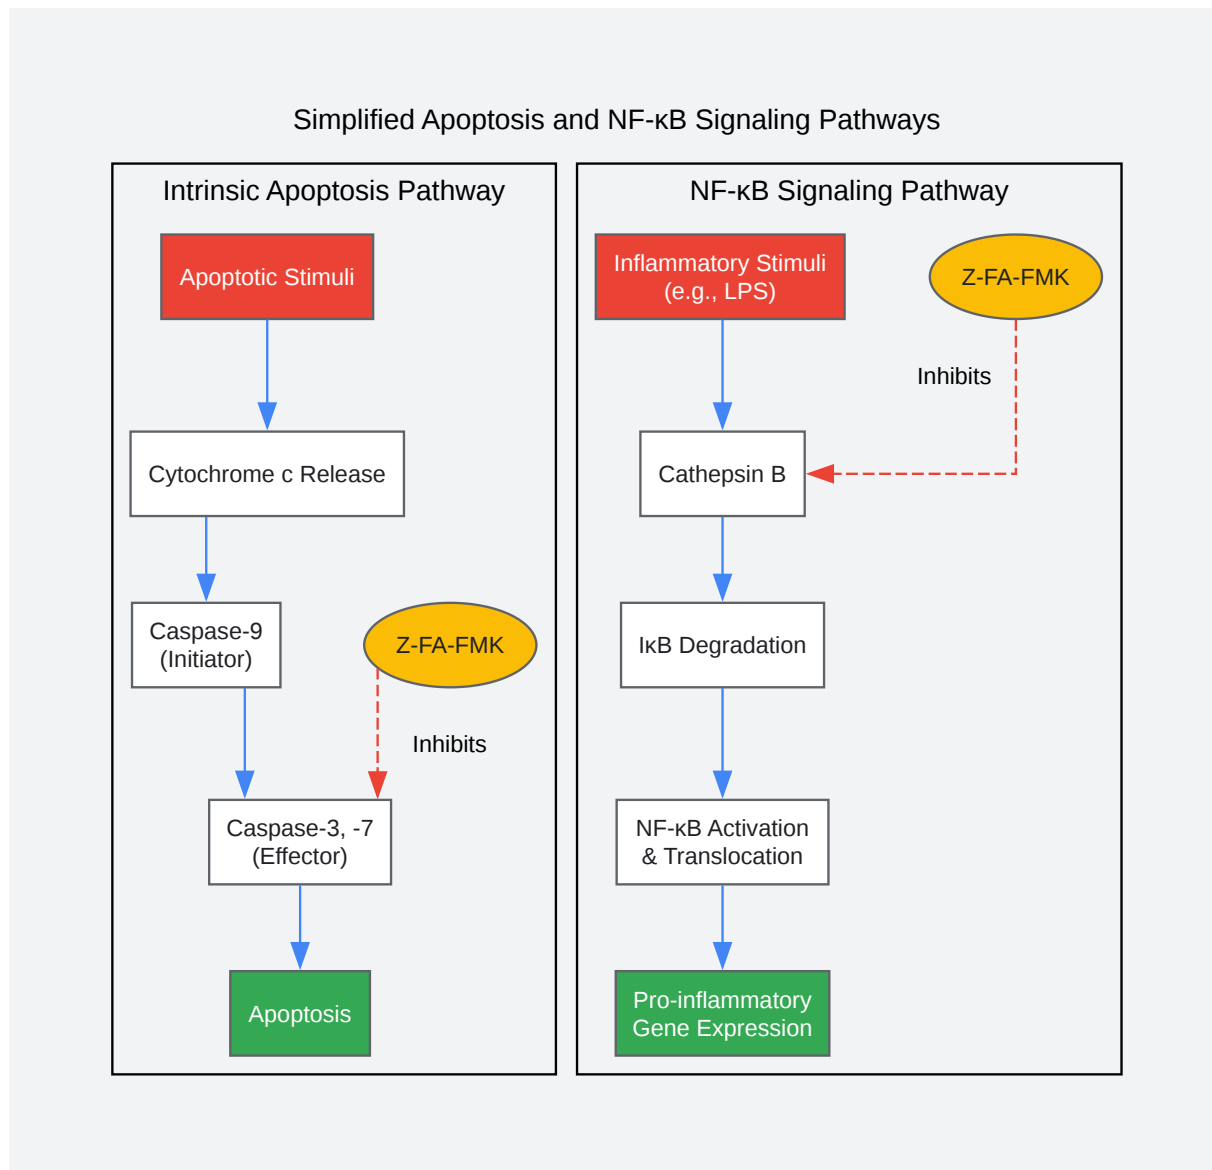 Simplified Apoptosis and NF-κB Signaling Pathways
Intrinsic Apoptosis Pathway
Apoptotic Stimuli
Cytochrome c Release
Caspase-9
(Initiator)
Z-FA-FMK
Inhibits
Caspase-3, -7
(Effector)
Apoptosis
NF-κB Signaling Pathway
Inflammatory Stimuli
(e.g., LPS)
Z-FA-FMK
Inhibits
Cathepsin B
IκB Degradation
NF-κB Activation
& Translocation
Pro-inflammatory
Gene Expression